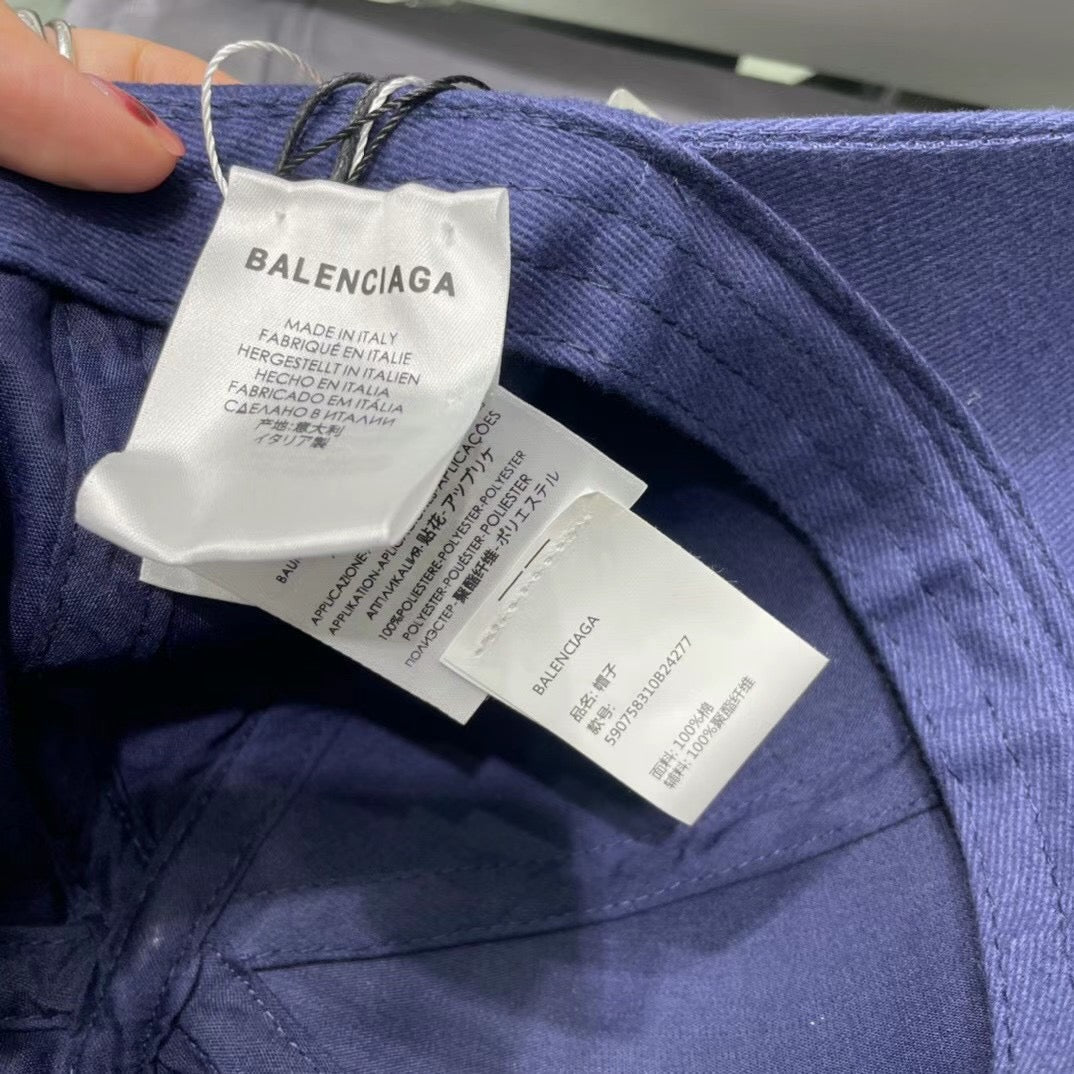 BALENCIAGA
MADE IN ITALY
FABRIQUÉ EN ITALIE
HERGESTELLT IN ITALIEN
HECHO EN ITALIA
FABRICADO EM ITÁLIA
СДЕЛАНО В ИТАЛИИ
产地:意大利
イタリア製
APLICAÇÕES
APPLICAZIONE-
APPLIKATION-
АППЛИКАЦИЯ-贴花-アップリケ
100%POLIESTERE-POLYESTER-POLYESTER
POLYESTER-POLIÉSTER-POLIESTER
ПОЛИЭСТЕР-聚酯纤维-ポリエステル
BALENCIAGA
品名: 帽子
款号:
590758310B24277
面料: 100%棉
辅料: 100%聚酯纤维